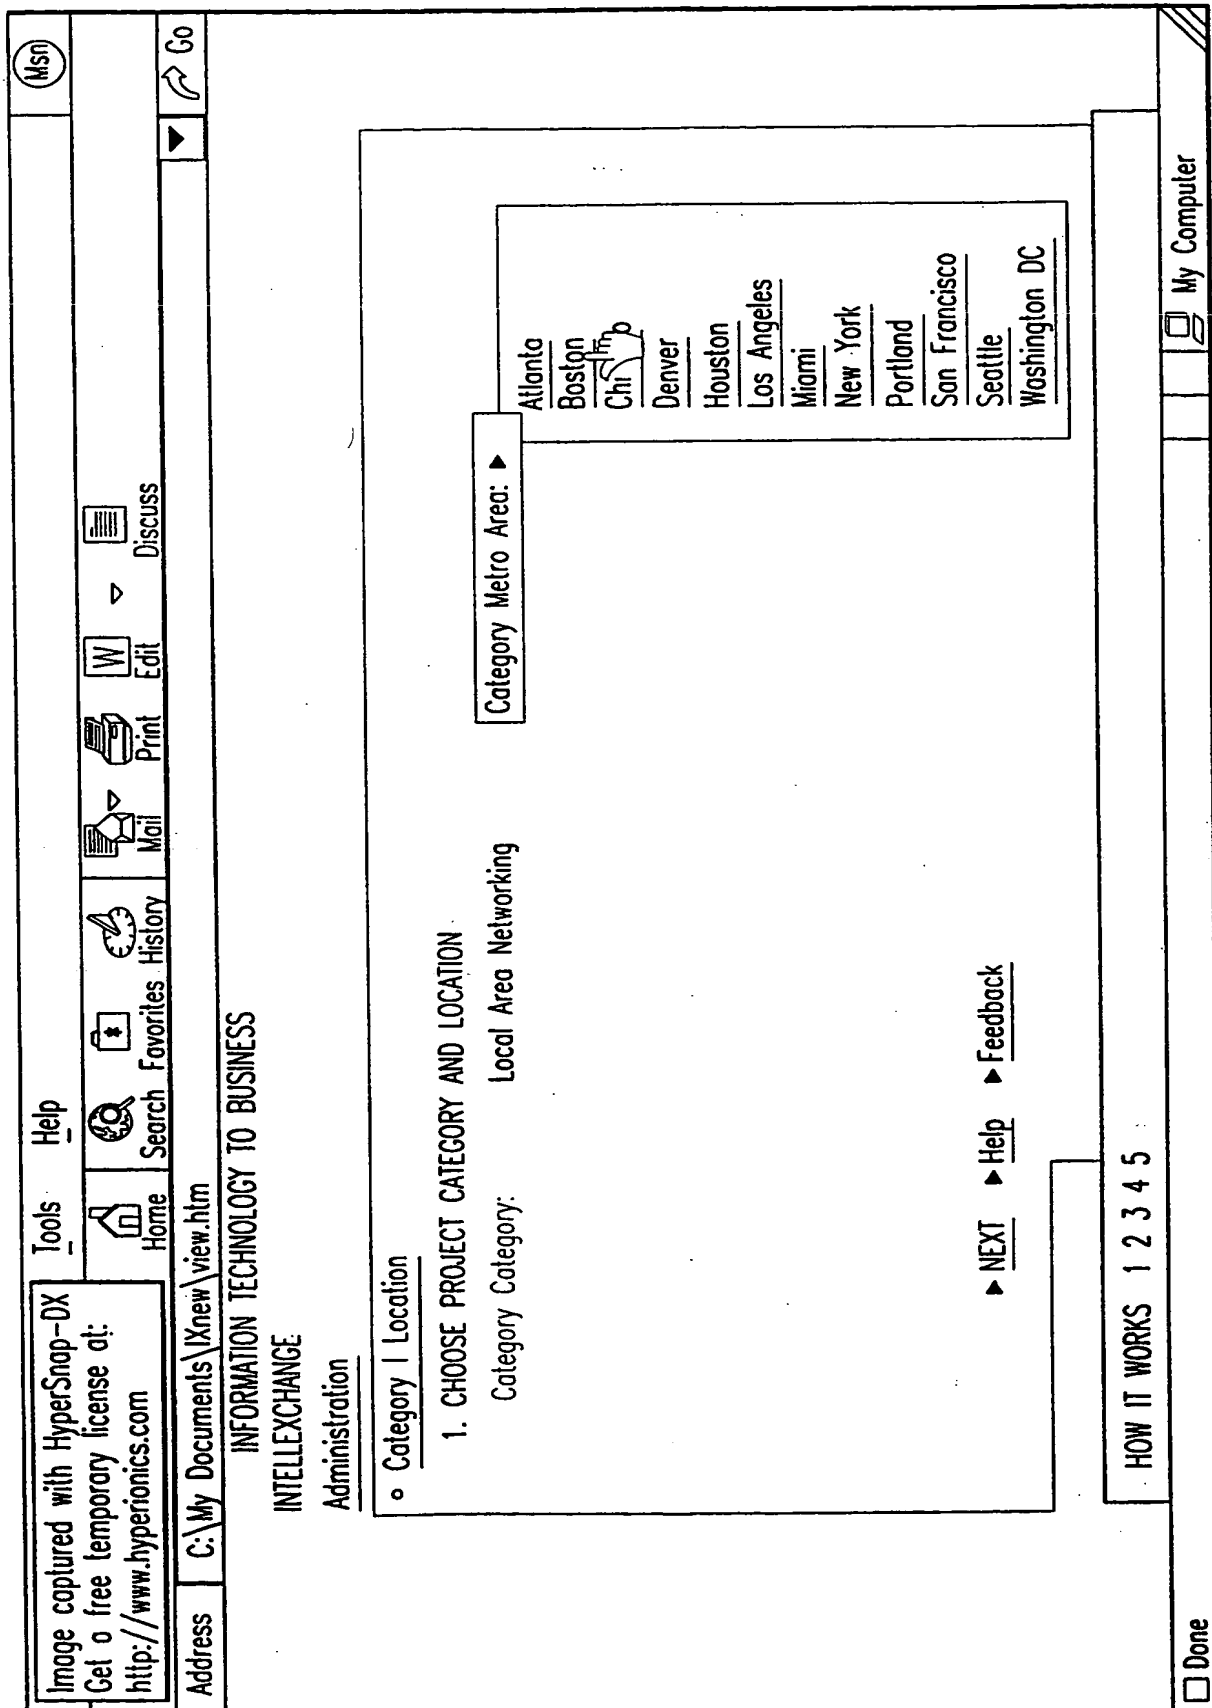 Image captured with HyperSnap-DX
Get a free temporary license at:
http://www.hyperionics.com
Tools Help
Msn
Home Search Favorites History Mail Print Edit Discuss
W
Address C:\My Documents\IXnew\view.htm Go
INFORMATION TECHNOLOGY TO BUSINESS
INTELLEXCHANGE
Administration
Category | Location
1. CHOOSE PROJECT CATEGORY AND LOCATION
Category Category: Local Area Networking Category Metro Area:
Atlanta
Boston
Chi
Denver
Houston
Los Angeles
Miami
New York
Portland
San Francisco
Seattle
Washington DC
NEXT Help Feedback
HOW IT WORKS 1 2 3 4 5
Done My Computer